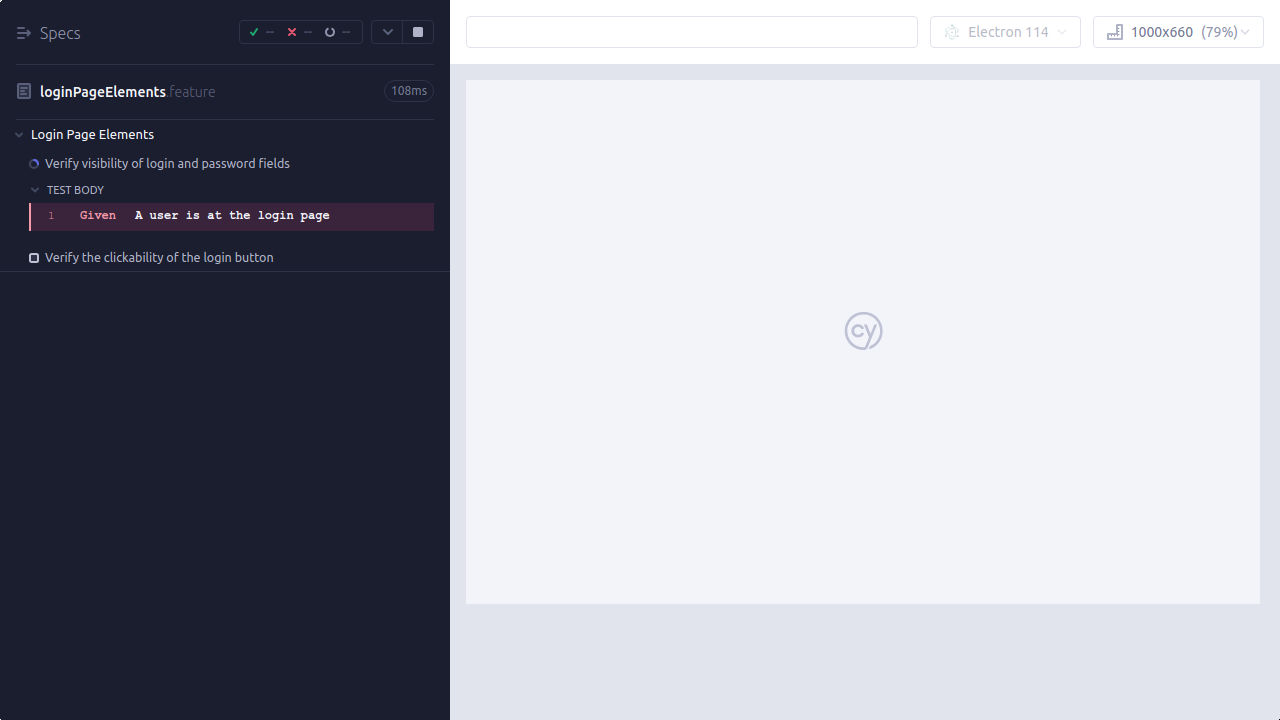 Specs
--
--
--
Electron 114
1000x660 (79%)
loginPageElements.feature
108ms
Login Page Elements
Verify visibility of login and password fields
TEST BODY
1 Given A user is at the login page
Verify the clickability of the login button
cy